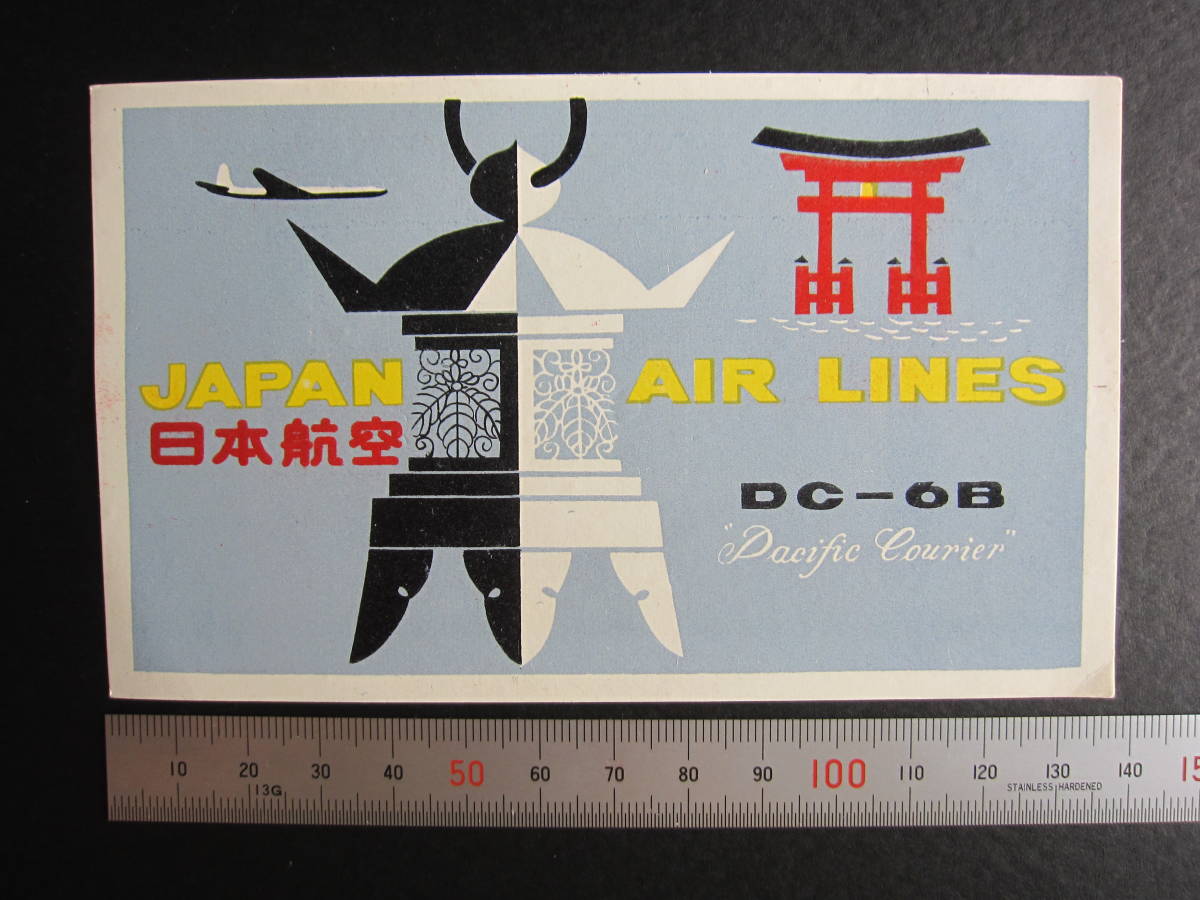 JAPAN AIR LINES
日本航空
DC-6B
"Pacific Courier"
10 20 30 40 50 60 70 80 90 100 110 120 130 140 15
13G
STAINLESS HARDENED